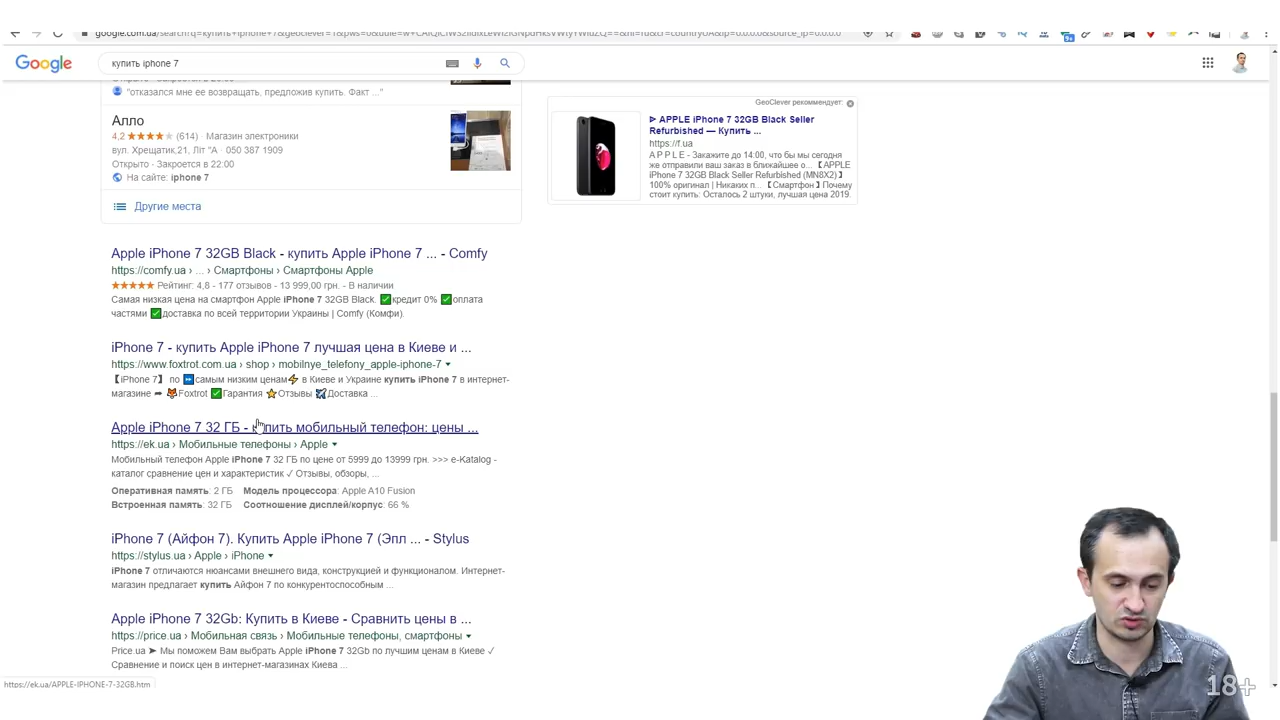 Google
купить iphone 7
"отказался мне ее возвращать, предложив купить. Факт ..."
Алло
4,2 ★★★★★ (614) · Магазин электроники
вул. Хрещатик,21, Літ "А · 050 387 1909
Открыто · Закроется в 22:00
На сайте: iphone 7
Другие места
GeoClever рекомендует:
ᐈ APPLE iPhone 7 32GB Black Seller
Refurbished — Купить ...
https://f.ua
A P P L E - Закажите до 14:00, что бы мы сегодня
же отправили ваш заказ в ближайшее о... 【APPLE
iPhone 7 32GB Black Seller Refurbished (MN8X2)】
100% оригинал | Никаких п... 【Смартфон】 Почему
стоит купить: Осталось 2 штуки, лучшая цена 2019.
Apple iPhone 7 32GB Black - купить Apple iPhone 7 ... - Comfy
https://comfy.ua › ... › Смартфоны › Смартфоны Apple
★★★★★ Рейтинг: 4,8 - 177 отзывов - 13 999,00 грн. - В наличии
Самая низкая цена на смартфон Apple iPhone 7 32GB Black. ✅кредит 0% ✅оплата
частями ✅доставка по всей территории Украины | Comfy (Комфи).
iPhone 7 - купить Apple iPhone 7 лучшая цена в Киеве и ...
https://www.foxtrot.com.ua › shop › mobilnye_telefony_apple-iphone-7
【iPhone 7】 по ⏩самым низким ценам⚡ в Киеве и Украине купить iPhone 7 в интернет-
магазине ➦ 🦊Foxtrot ✅Гарантия ⭐Отзывы ✈Доставка ...
Apple iPhone 7 32 ГБ - купить мобильный телефон: цены ...
https://ek.ua › Мобильные телефоны › Apple
Мобильный телефон Apple iPhone 7 32 ГБ по цене от 5999 до 13999 грн. >>> e-Katalog -
каталог сравнение цен и характеристик ✓ Отзывы, обзоры, ...
Оперативная память: 2 ГБ Модель процессора: Apple A10 Fusion
Встроенная память: 32 ГБ Соотношение дисплей/корпус: 66 %
iPhone 7 (Айфон 7). Купить Apple iPhone 7 (Эпл ... - Stylus
https://stylus.ua › Apple › iPhone
iPhone 7 отличаются нюансами внешнего вида, конструкцией и функционалом. Интернет-
магазин предлагает купить Айфон 7 по конкурентоспособным ...
Apple iPhone 7 32Gb: Купить в Киеве - Сравнить цены в ...
https://price.ua › Мобильная связь › Мобильные телефоны, смартфоны
Price.ua ➤ Мы поможем Вам выбрать Apple iPhone 7 32Gb по лучшим ценам в Киеве ✓
Сравнение и поиск цен в интернет-магазинах Киева ...
https://ek.ua/APPLE-IPHONE-7-32GB.htm
18+